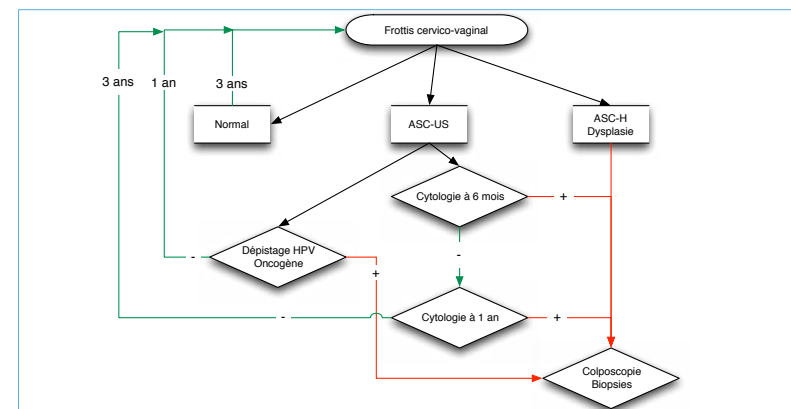 Frottis cervico-vaginal
3 ans
1 an
3 ans
Normal
ASC-US
ASC-H
Dysplasie
Cytologie à 6 mois
+
-
Dépistage HPV
Oncogène
-
+
Cytologie à 1 an
-
+
Colposcopie
Biopsies